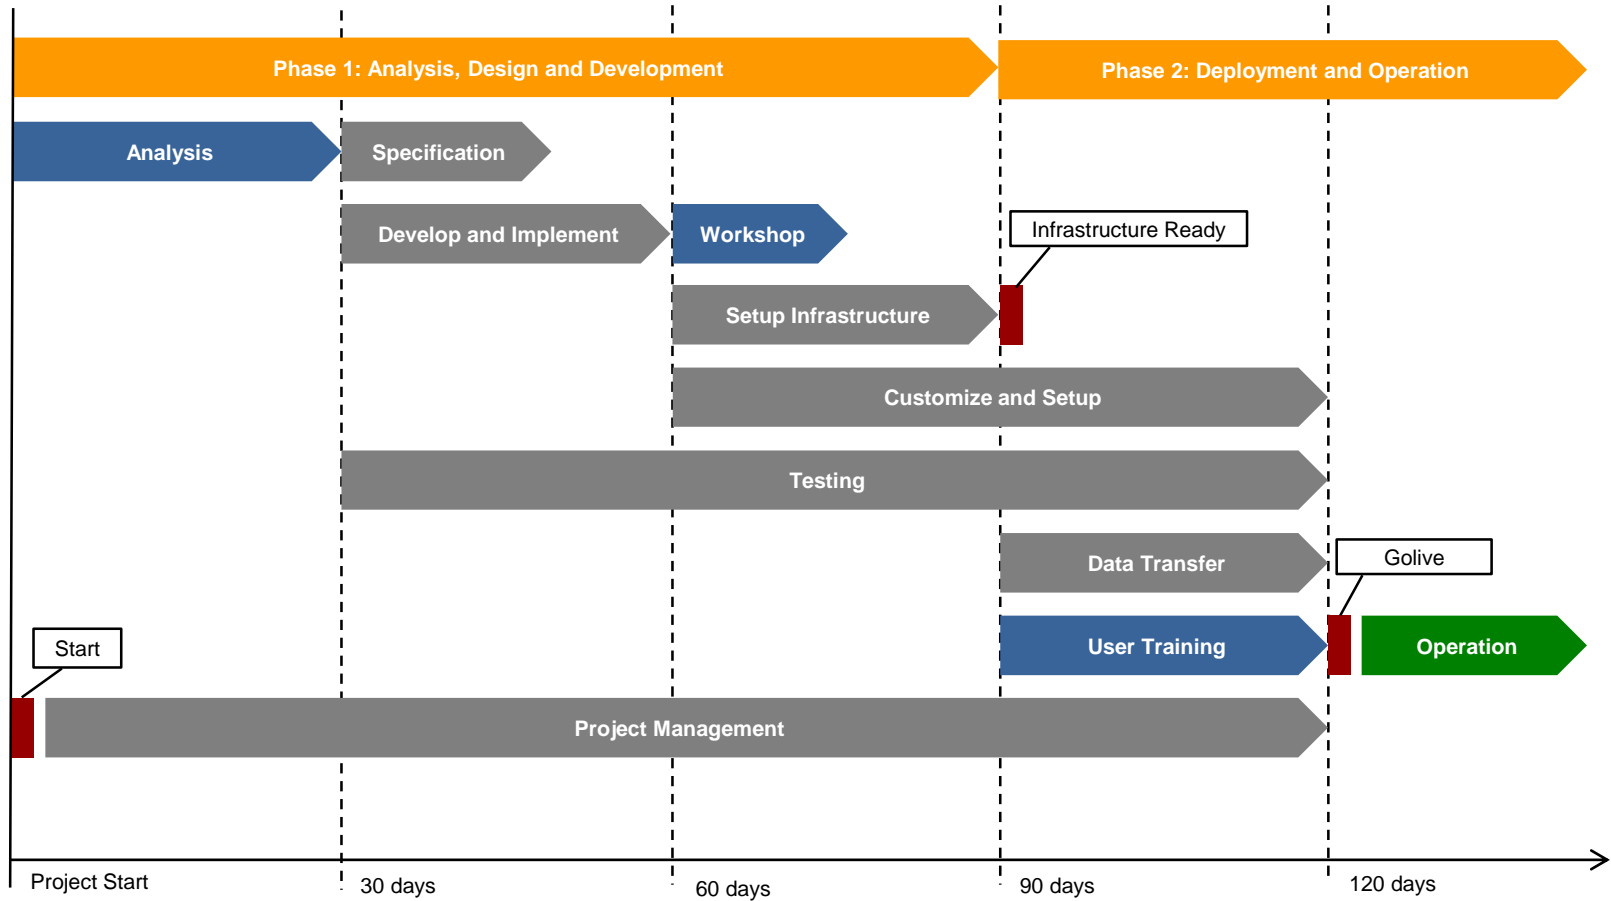 Phase 1: Analysis, Design and Development
Phase 2: Deployment and Operation
Analysis
Specification
Develop and Implement
Workshop
Infrastructure Ready
Setup Infrastructure
Customize and Setup
Testing
Data Transfer
Golive
User Training
Operation
Start
Project Management
Project Start
30 days
60 days
90 days
120 days